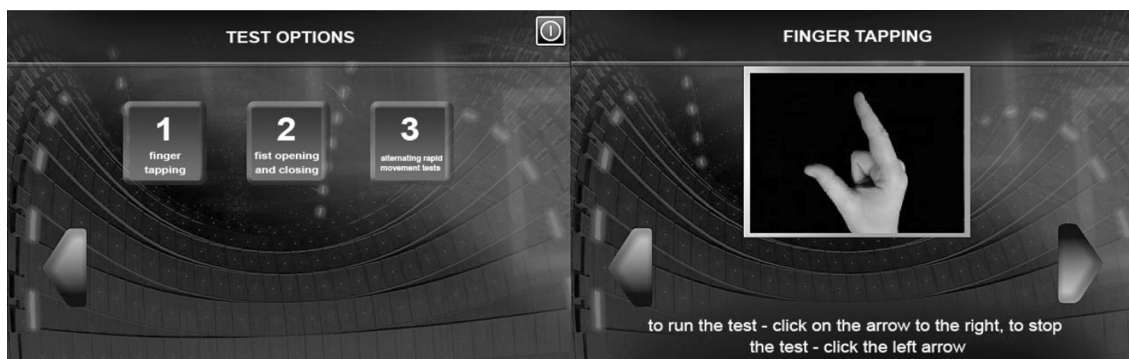 TEST OPTIONS
1
finger
tapping
2
fist opening
and closing
3
alternating rapid
movement tests
FINGER TAPPING
to run the test - click on the arrow to the right, to stop
the test - click the left arrow